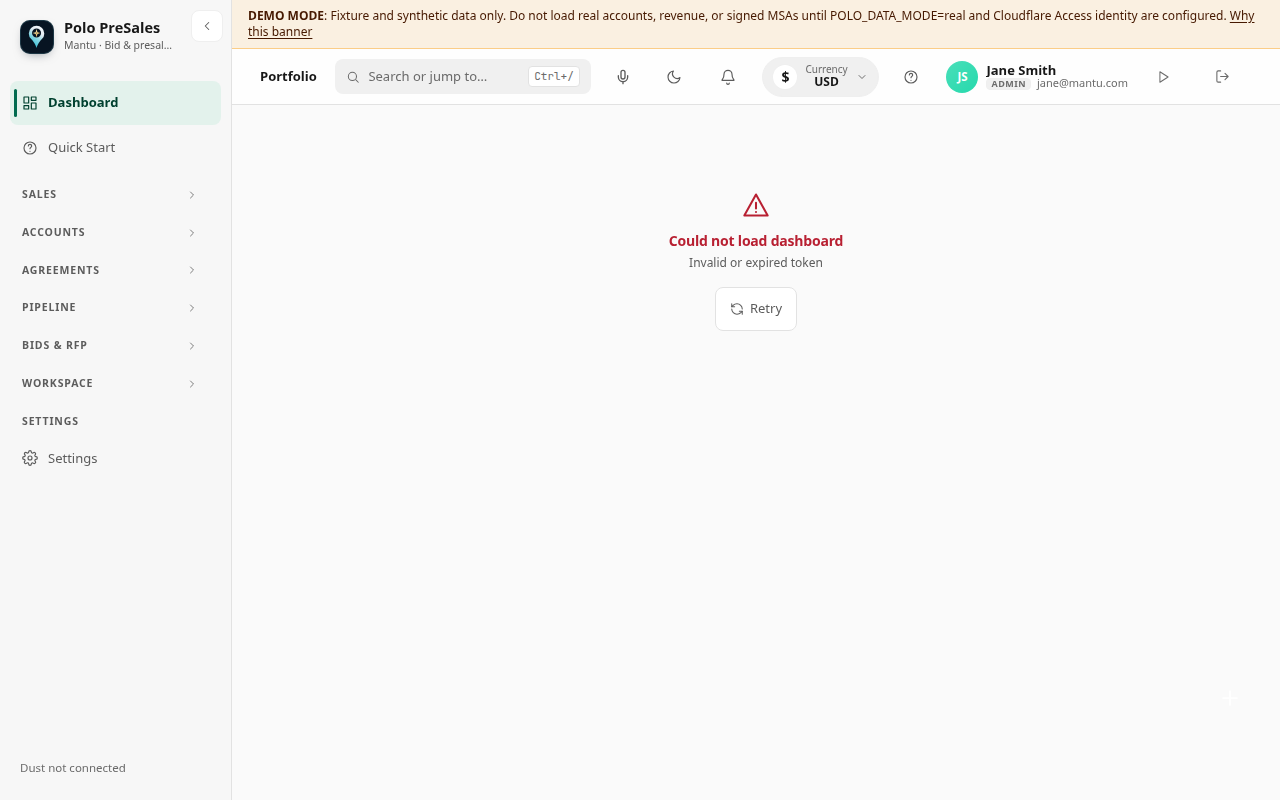 Polo PreSales
Mantu · Bid & presal...
DEMO MODE: Fixture and synthetic data only. Do not load real accounts, revenue, or signed MSAs until POLO_DATA_MODE=real and Cloudflare Access identity are configured. Why
this banner
Portfolio
Search or jump to...
Ctrl+/
$
Currency
USD
JS
Jane Smith
ADMIN jane@mantu.com
Dashboard
Quick Start
SALES
ACCOUNTS
AGREEMENTS
PIPELINE
BIDS & RFP
WORKSPACE
SETTINGS
Settings
Could not load dashboard
Invalid or expired token
Retry
Dust not connected